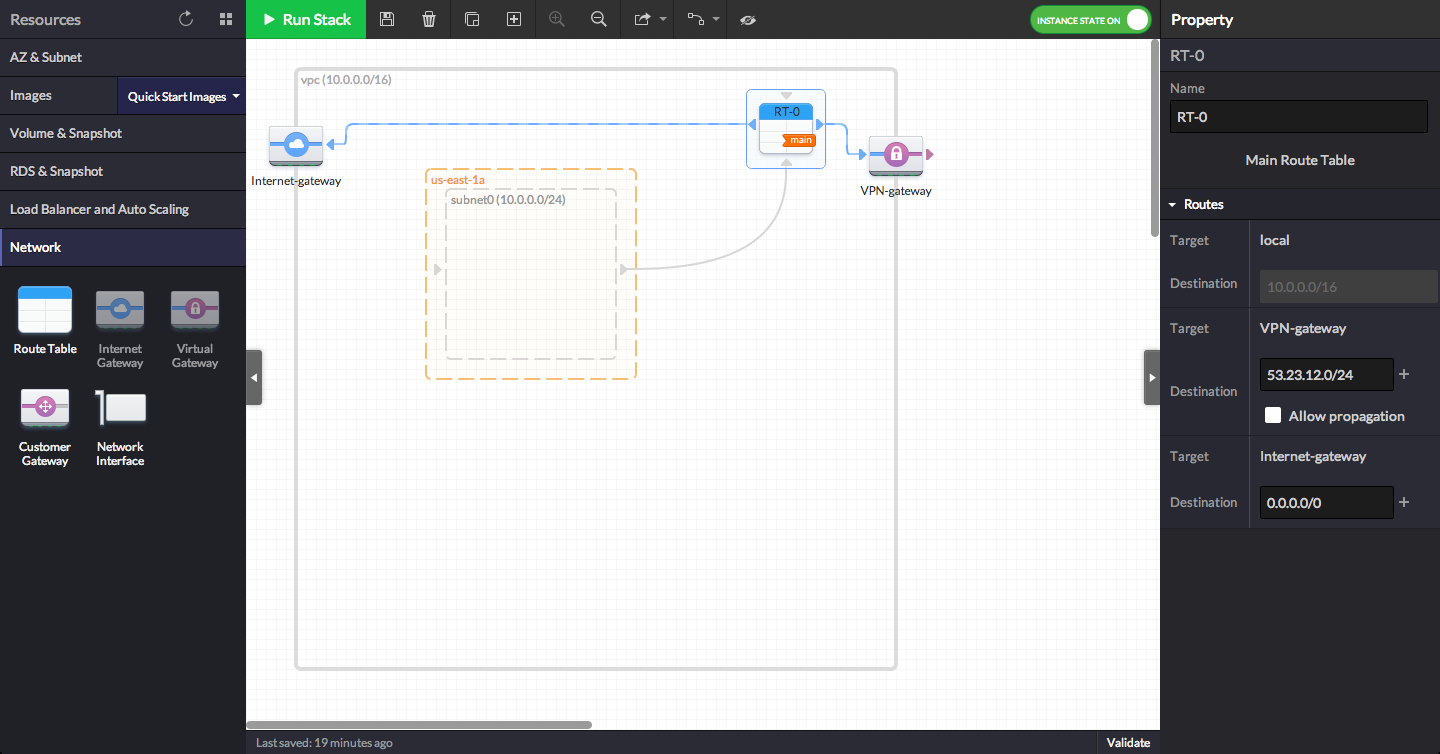 Resources
Run Stack
INSTANCE STATE ON
Property
AZ & Subnet
Images
Quick Start Images
Volume & Snapshot
RDS & Snapshot
Load Balancer and Auto Scaling
Network
Route Table
Internet
Gateway
Virtual
Gateway
Customer
Gateway
Network
Interface
vpc (10.0.0.0/16)
RT-0
main
Internet-gateway
VPN-gateway
us-east-1a
subnet0 (10.0.0.0/24)
RT-0
Name
RT-0
Main Route Table
Routes
Target local
Destination 10.0.0.0/16
Target VPN-gateway
Destination 53.23.12.0/24
Allow propagation
Target Internet-gateway
Destination 0.0.0.0/0
Last saved: 19 minutes ago
Validate